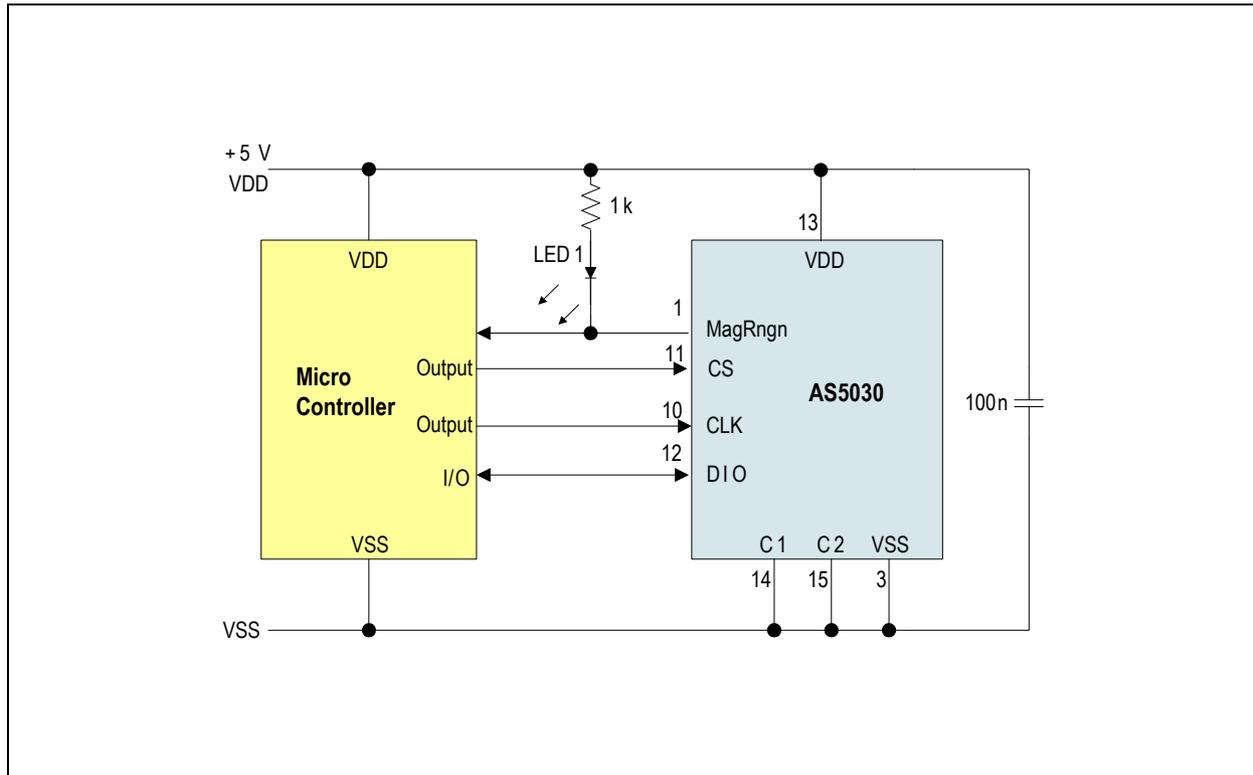 +5 V
VDD
1k
13
VDD
LED 1
VDD
1
MagRngn
11
Output
CS
Micro
Controller
AS5030
10
100n
Output
CLK
12
I/O
DIO
VSS
C1 C2 VSS
14 15 3
VSS